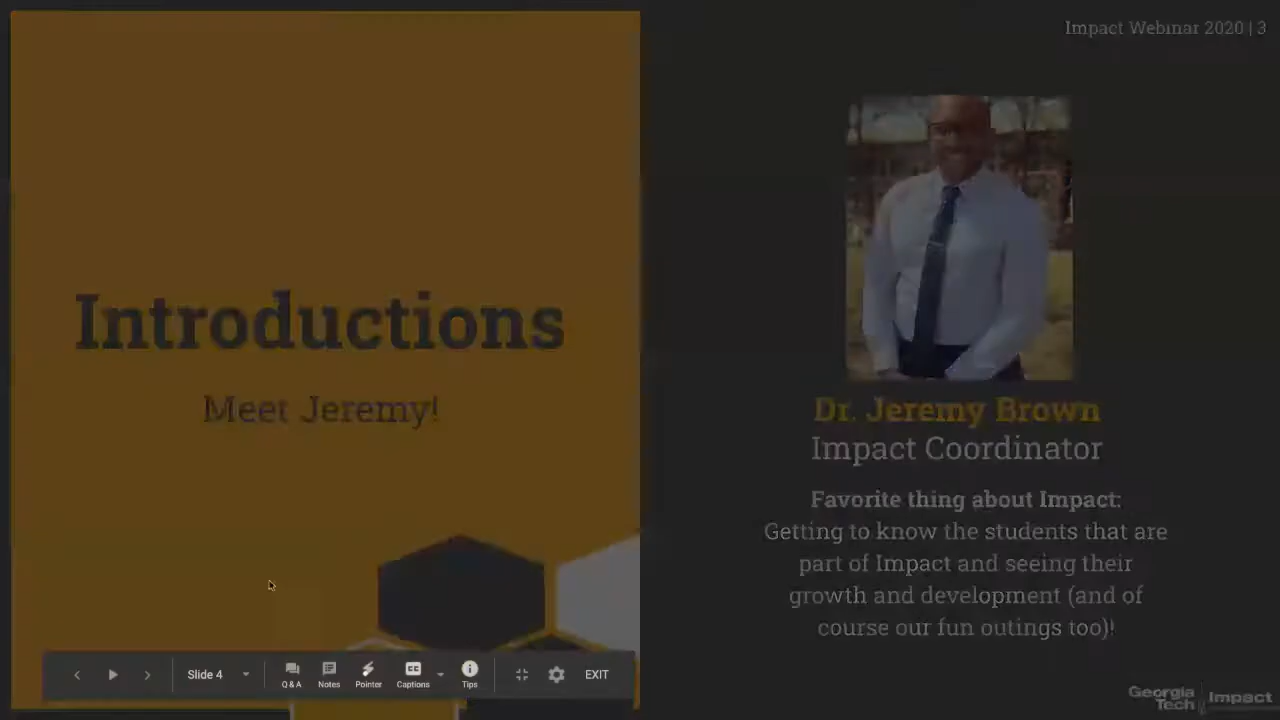 Impact Webinar 2020 | 3
Introductions
Meet Jeremy!
Dr. Jeremy Brown
Impact Coordinator
Favorite thing about Impact:
Getting to know the students that are
part of Impact and seeing their
growth and development (and of
course our fun outings too)!
Slide 4
Q & A
Notes
Pointer
CC
Captions
Tips
EXIT
Georgia
Tech
Impact